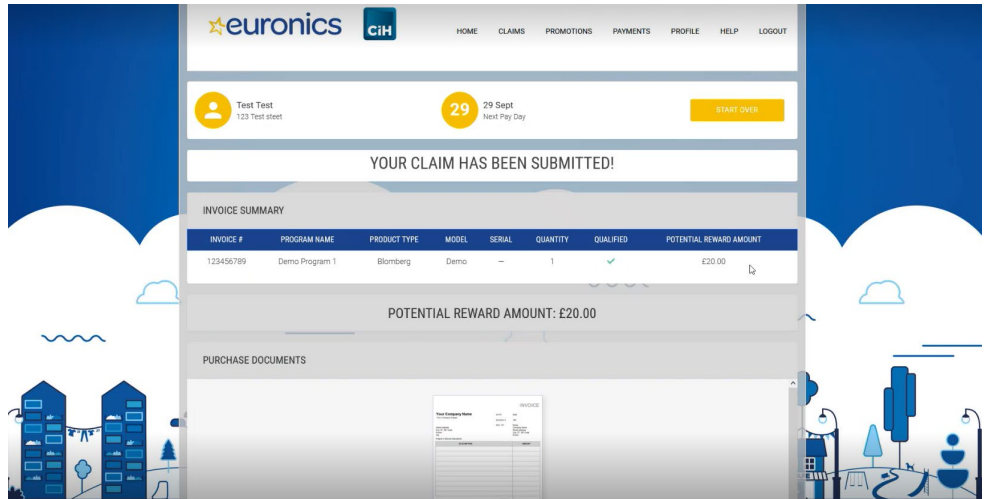 euronics CiH HOME CLAIMS PROMOTIONS PAYMENTS PROFILE HELP LOGOUT
Test Test
123 Test steet
29
29 Sept
Next Pay Day
START OVER
YOUR CLAIM HAS BEEN SUBMITTED!
INVOICE SUMMARY
INVOICE # PROGRAM NAME PRODUCT TYPE MODEL SERIAL QUANTITY QUALIFIED POTENTIAL REWARD AMOUNT
123456789 Demo Program 1 Blomberg Demo — 1 £20.00
POTENTIAL REWARD AMOUNT: £20.00
PURCHASE DOCUMENTS
INVOICE
Your Company Name